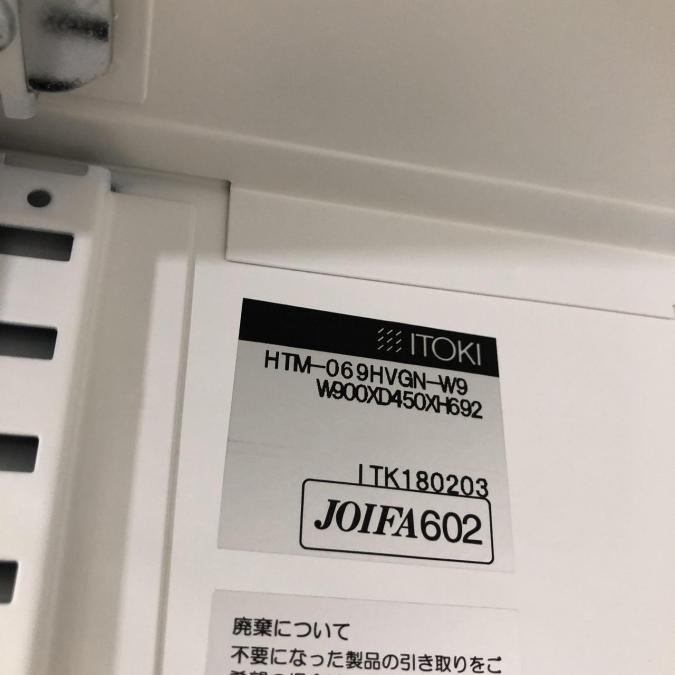 ITOKI
HTM-069HVGN-W9
W900XD450XH692
ITK180203
JOIFA602
廃棄について
不要になった製品の引き取りをご